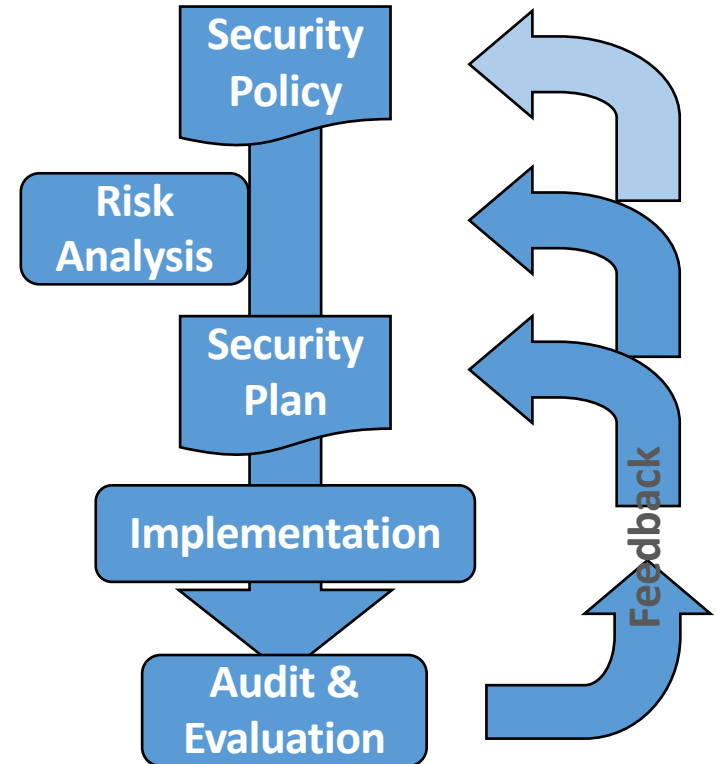 Security
Policy
Risk
Analysis
Security
Plan
Implementation
Audit &
Evaluation
Feedback